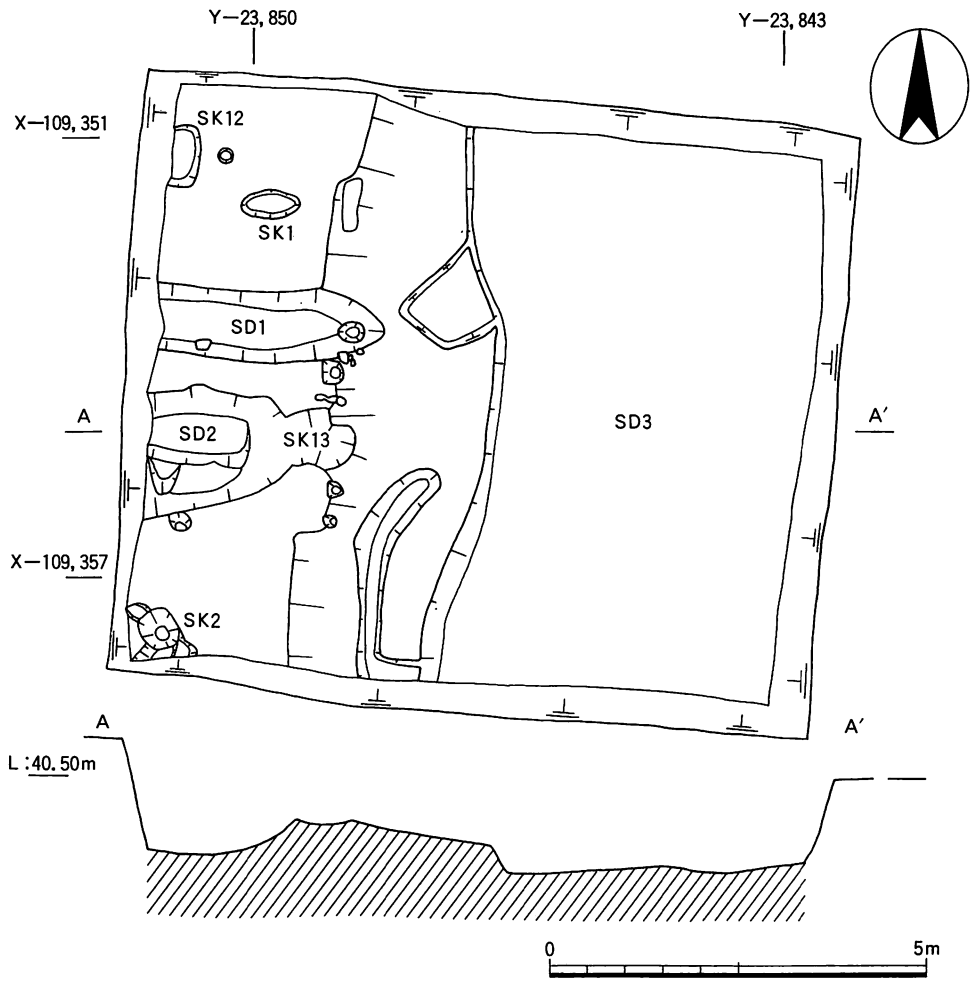 Y－23,850
Y－23,843
X－109,351
SK12
SK1
SD1
A
A′
SD2
SK13
SD3
X－109,357
SK2
A
A′
L:40.50m
0
5m